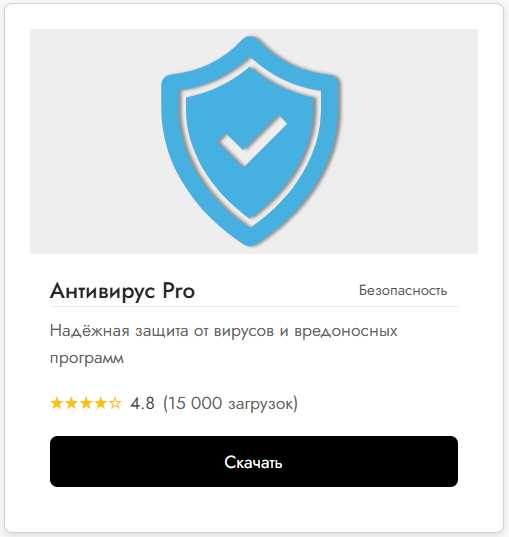 Антивирус Pro
Безопасность
Надёжная защита от вирусов и вредоносных
программ
★★★★☆ 4.8 (15 000 загрузок)
Скачать